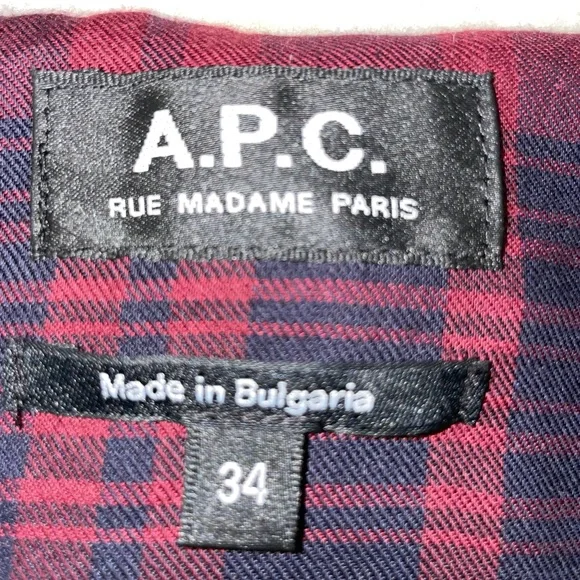 A.P.C.
RUE MADAME PARIS
Made in Bulgaria
34